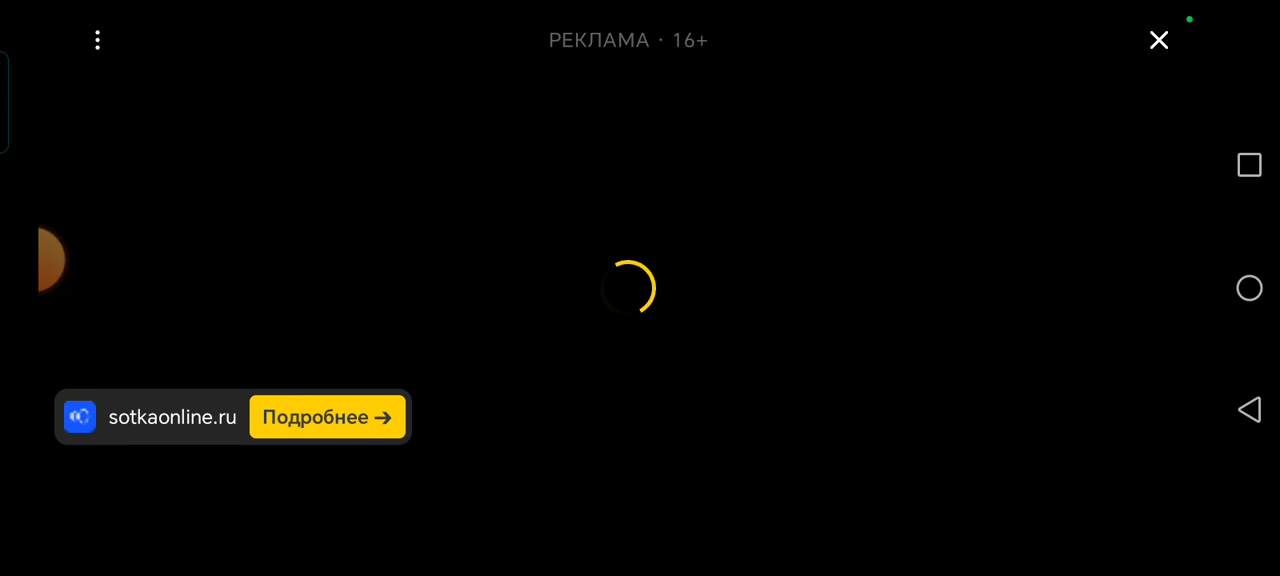 РЕКЛАМА · 16+
sotkaonline.ru Подробнее →